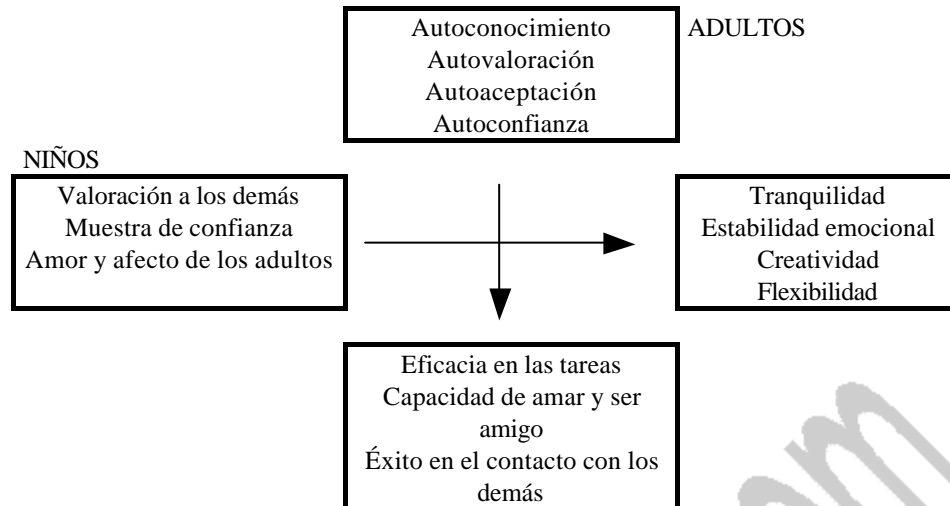 Autoconocimiento
Autovaloración
Autoaceptación
Autoconfianza
ADULTOS
NIÑOS
Valoración a los demás
Muestra de confianza
Amor y afecto de los adultos
Tranquilidad
Estabilidad emocional
Creatividad
Flexibilidad
Eficacia en las tareas
Capacidad de amar y ser
amigo
Éxito en el contacto con los
demás